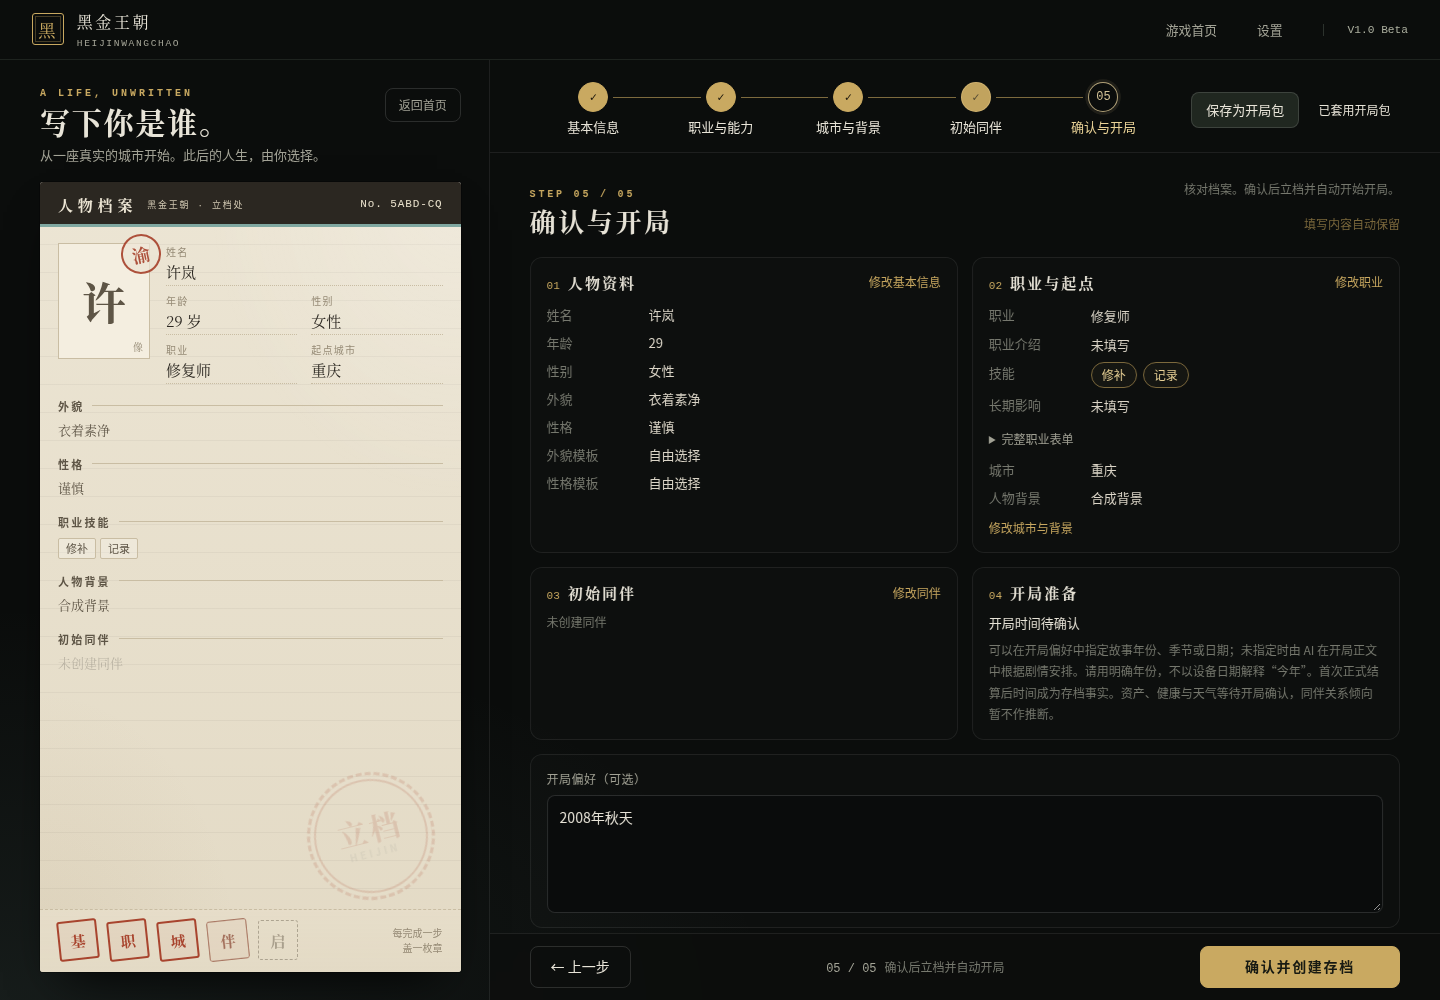 黑
黑金王朝
HEIJINWANGCHAO
游戏首页
设置
V1.0 Beta
A LIFE, UNWRITTEN
写下你是谁。
从一座真实的城市开始。此后的人生，由你选择。
返回首页
人物档案
黑金王朝 · 立档处
No. 5ABD-CQ
许
像
渝
姓名
许岚
年龄
29 岁
性别
女性
职业
修复师
起点城市
重庆
外貌
衣着素净
性格
谨慎
职业技能
修补
记录
人物背景
合成背景
初始同伴
未创建同伴
立档
基
职
城
伴
启
每完成一步
盖一枚章
✓
✓
✓
✓
05
基本信息
职业与能力
城市与背景
初始同伴
确认与开局
保存为开局包
已套用开局包
STEP 05 / 05
确认与开局
核对档案。确认后立档并自动开始开局。
填写内容自动保留
01 人物资料
修改基本信息
姓名 许岚
年龄 29
性别 女性
外貌 衣着素净
性格 谨慎
外貌模板 自由选择
性格模板 自由选择
02 职业与起点
修改职业
职业 修复师
职业介绍 未填写
技能 修补 记录
长期影响 未填写
▶ 完整职业表单
城市 重庆
人物背景 合成背景
修改城市与背景
03 初始同伴
修改同伴
未创建同伴
04 开局准备
开局时间待确认
可以在开局偏好中指定故事年份、季节或日期；未指定时由 AI 在开局正文
中根据剧情安排。请用明确年份，不以设备日期解释“今年”。首次正式结
算后时间成为存档事实。资产、健康与天气等待开局确认，同伴关系倾向
暂不作推断。
开局偏好（可选）
2008年秋天
← 上一步
05 / 05 确认后立档并自动开局
确认并创建存档